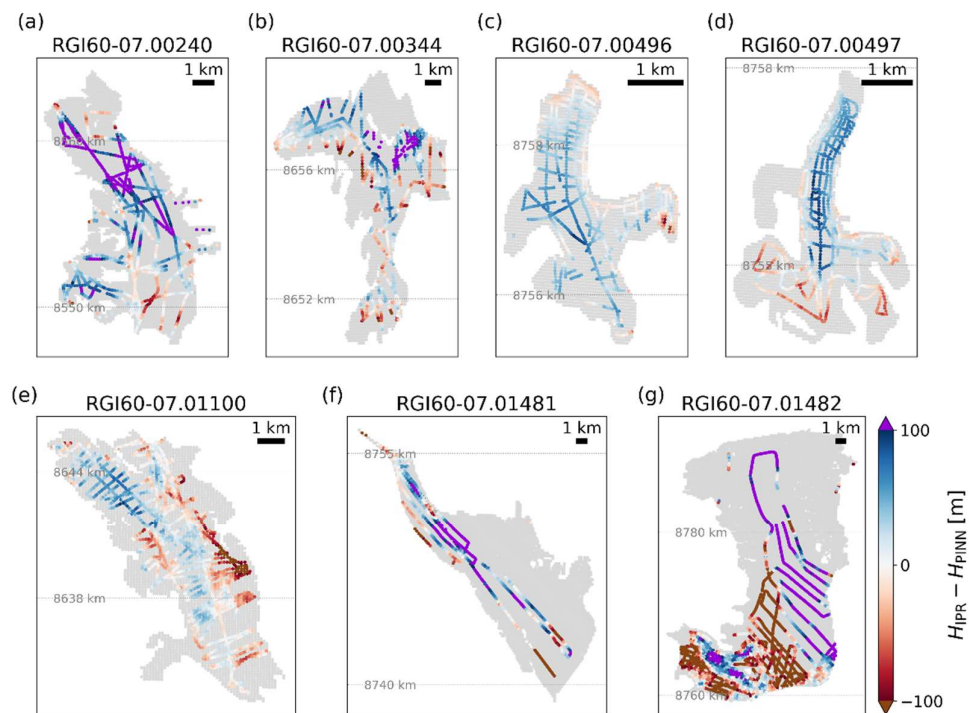 (a)
RGI60-07.00240
1 km
8560 km
8550 km
(b)
RGI60-07.00344
1 km
8656 km
8652 km
(c)
RGI60-07.00496
1 km
8758 km
8756 km
(d)
RGI60-07.00497
1 km
8758 km
(e)
RGI60-07.01100
1 km
8644 km
8638 km
(f)
RGI60-07.01481
1 km
8755 km
8740 km
(g)
RGI60-07.01482
1 km
8780 km
8760 km
100
0
−100
H_IPR − H_PINN [m]